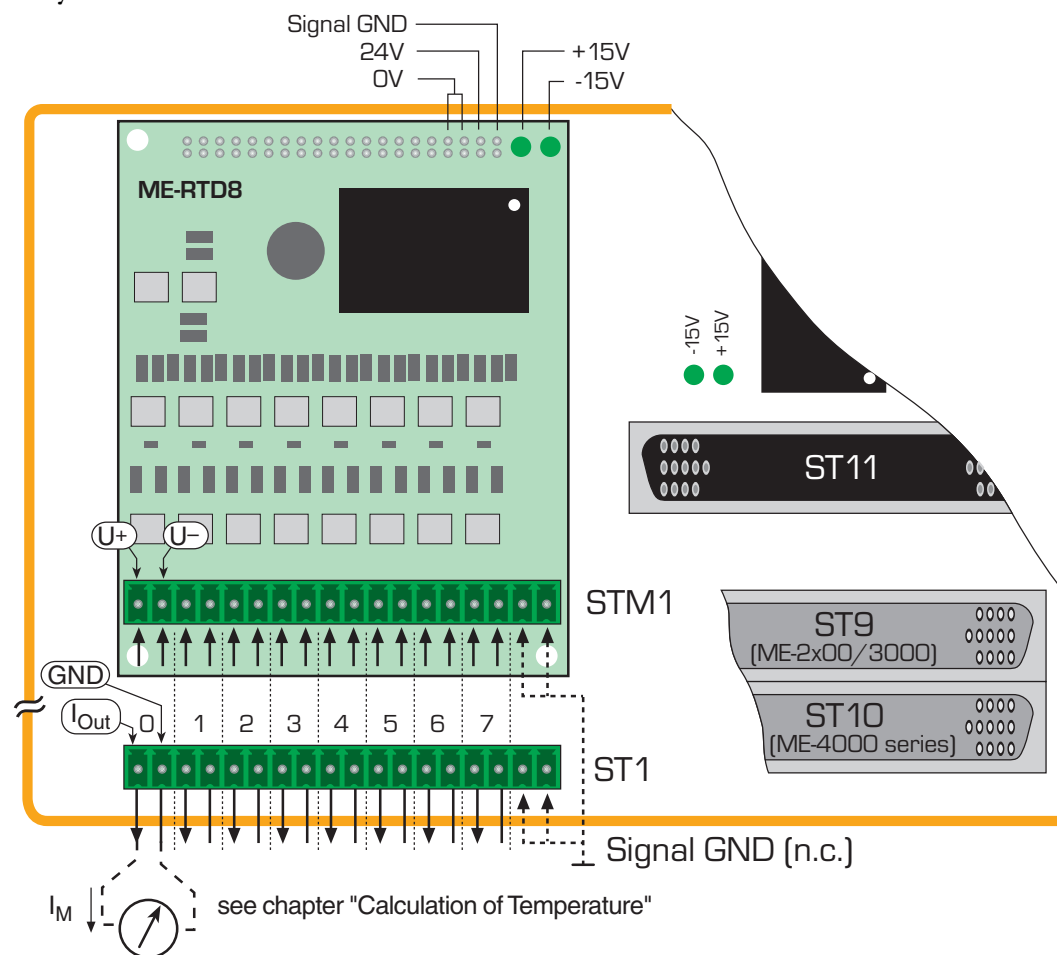 Signal GND
24V
0V
+15V
-15V
ME-RTD8
-15V
+15V
ST11
U+
U−
STM1
ST9
(ME-2x00/3000)
GND
IOut
0 1 2 3 4 5 6 7
ST10
(ME-4000 series)
ST1
Signal GND (n.c.)
IM
see chapter "Calculation of Temperature"